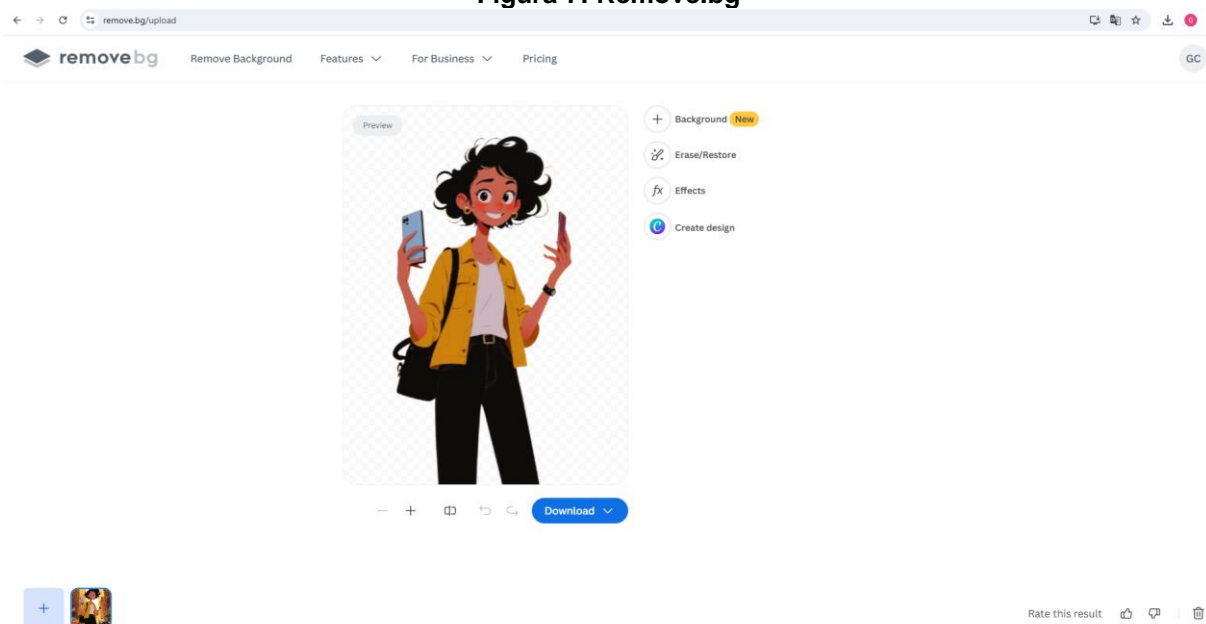 Figura 7. Remove.bg
remove.bg/upload
G
removebg Remove Background Features For Business Pricing
GC
Preview
Background New
Erase/Restore
fx Effects
C Create design
Download
Rate this result